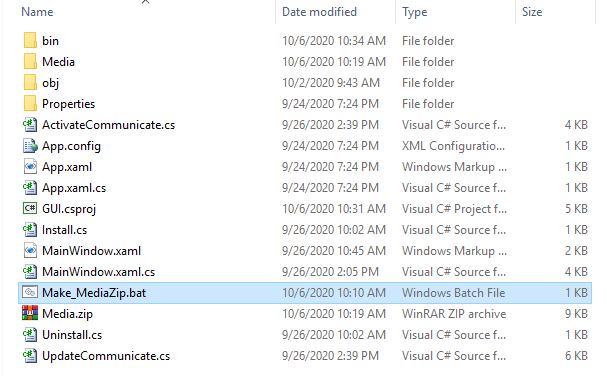 Name Date modified Type Size
bin 10/6/2020 10:34 AM File folder
Media 10/6/2020 10:19 AM File folder
obj 10/2/2020 9:43 AM File folder
Properties 9/24/2020 7:24 PM File folder
ActivateCommunicate.cs 9/26/2020 2:39 PM Visual C# Source f... 4 KB
App.config 9/24/2020 7:24 PM XML Configuratio... 1 KB
App.xaml 9/24/2020 7:24 PM Windows Markup ... 1 KB
App.xaml.cs 9/24/2020 7:24 PM Visual C# Source f... 1 KB
GUI.csproj 10/6/2020 10:31 AM Visual C# Project f... 5 KB
Install.cs 9/26/2020 10:02 AM Visual C# Source f... 1 KB
MainWindow.xaml 9/26/2020 10:45 AM Windows Markup ... 2 KB
MainWindow.xaml.cs 9/26/2020 2:05 PM Visual C# Source f... 4 KB
Make_MediaZip.bat 10/6/2020 10:10 AM Windows Batch File 1 KB
Media.zip 10/6/2020 10:19 AM WinRAR ZIP archive 9 KB
Uninstall.cs 9/26/2020 10:02 AM Visual C# Source f... 1 KB
UpdateCommunicate.cs 9/26/2020 2:39 PM Visual C# Source f... 6 KB